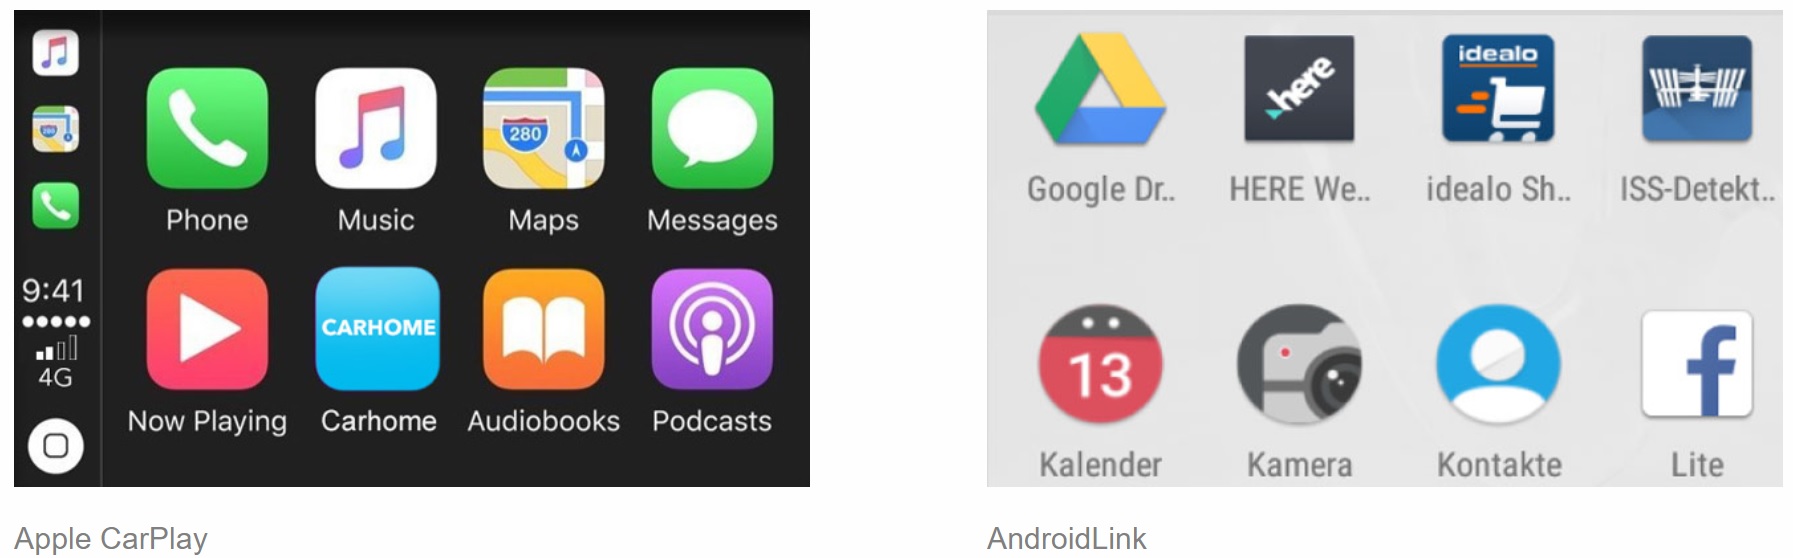 280
280
Phone Music Maps Messages
9:41
4G
CARHOME
Now Playing Carhome Audiobooks Podcasts
Apple CarPlay
here
idealo
Google Dr.. HERE We.. idealo Sh.. ISS-Detekt..
13
f
Kalender Kamera Kontakte Lite
AndroidLink